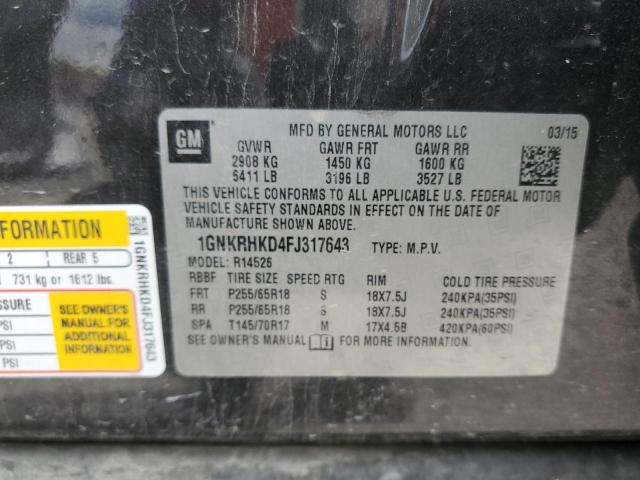 GM
MFD BY GENERAL MOTORS LLC 03/15
GVWR GAWR FRT GAWR RR
2908 KG 1450 KG 1600 KG
6411 LB 3196 LB 3527 LB
THIS VEHICLE CONFORMS TO ALL APPLICABLE U.S. FEDERAL MOTOR
VEHICLE SAFETY STANDARDS IN EFFECT ON THE DATE OF
MANUFACTURE SHOWN ABOVE.
1GNKRHKD4FJ317643 TYPE: M.P.V.
MODEL: R14526
RBBF TIRE SIZE SPEED RTG RIM COLD TIRE PRESSURE
FRT P255/65R18 S 18X7.5J 240KPA(35PSI)
RR P255/65R18 S 18X7.5J 240KPA(35PSI)
SPA T145/70R17 M 17X4.5B 420KPA(60PSI)
SEE OWNER'S MANUAL FOR MORE INFORMATION.
FORMATION
2 REAR 5
731 kg or 1612 lbs.
SSURE
PSI
PSI
PSI
SEE OWNER'S
MANUAL FOR
ADDITIONAL
INFORMATION
1GNKRHKD4FJ317643